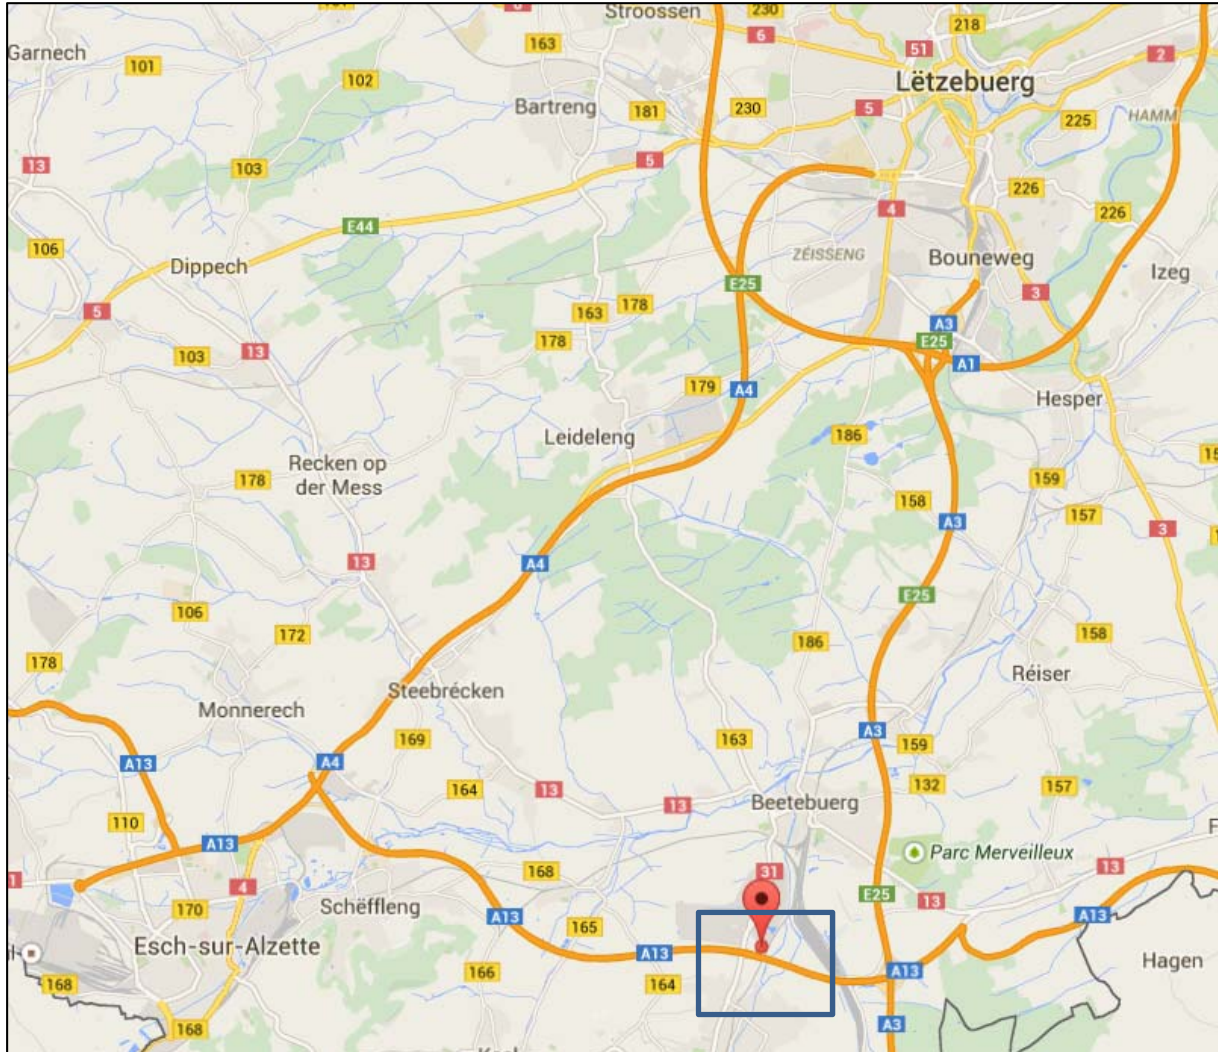 Stroossen
230
218
Garnech
163
6
51
2
101
102
Lëtzebuerg
Bartreng
181
230
5
225
HAMM
13
103
5
226
4
226
E44
106
ZÉISSENG
Bouneweg
Izeg
Dippech
E25
3
5
163
178
A3
178
E25
103
13
A1
179
A4
Hesper
Leideleng
186
Recken op
der Mess
178
159
158
157
A3
3
13
A4
E25
106
172
186
158
178
Réiser
Steebrécken
Monnerech
169
163
A3
159
A13
A4
164
13
13
132
157
Beetebuerg
110
A13
Parc Merveilleux
13
168
31
4
E25
13
170
Schëffleng
A13
165
A13
Esch-sur-Alzette
A13
166
164
A13
Hagen
168
168
A3